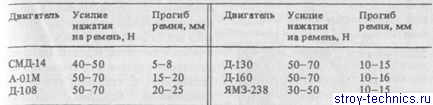 Двигатель Усилие нажатия на ремень, Н Прогиб ремня, мм Двигатель Усилие нажатия на ремень, Н Прогиб ремня, мм
СМД-14 40–50 5–8 Д-130 50–70 10–15
А-01М 50–70 15–20 Д-160 50–70 10–16
Д-108 50–70 20–25 ЯМЗ-238 30–50 10–15
stroy-technics.ru